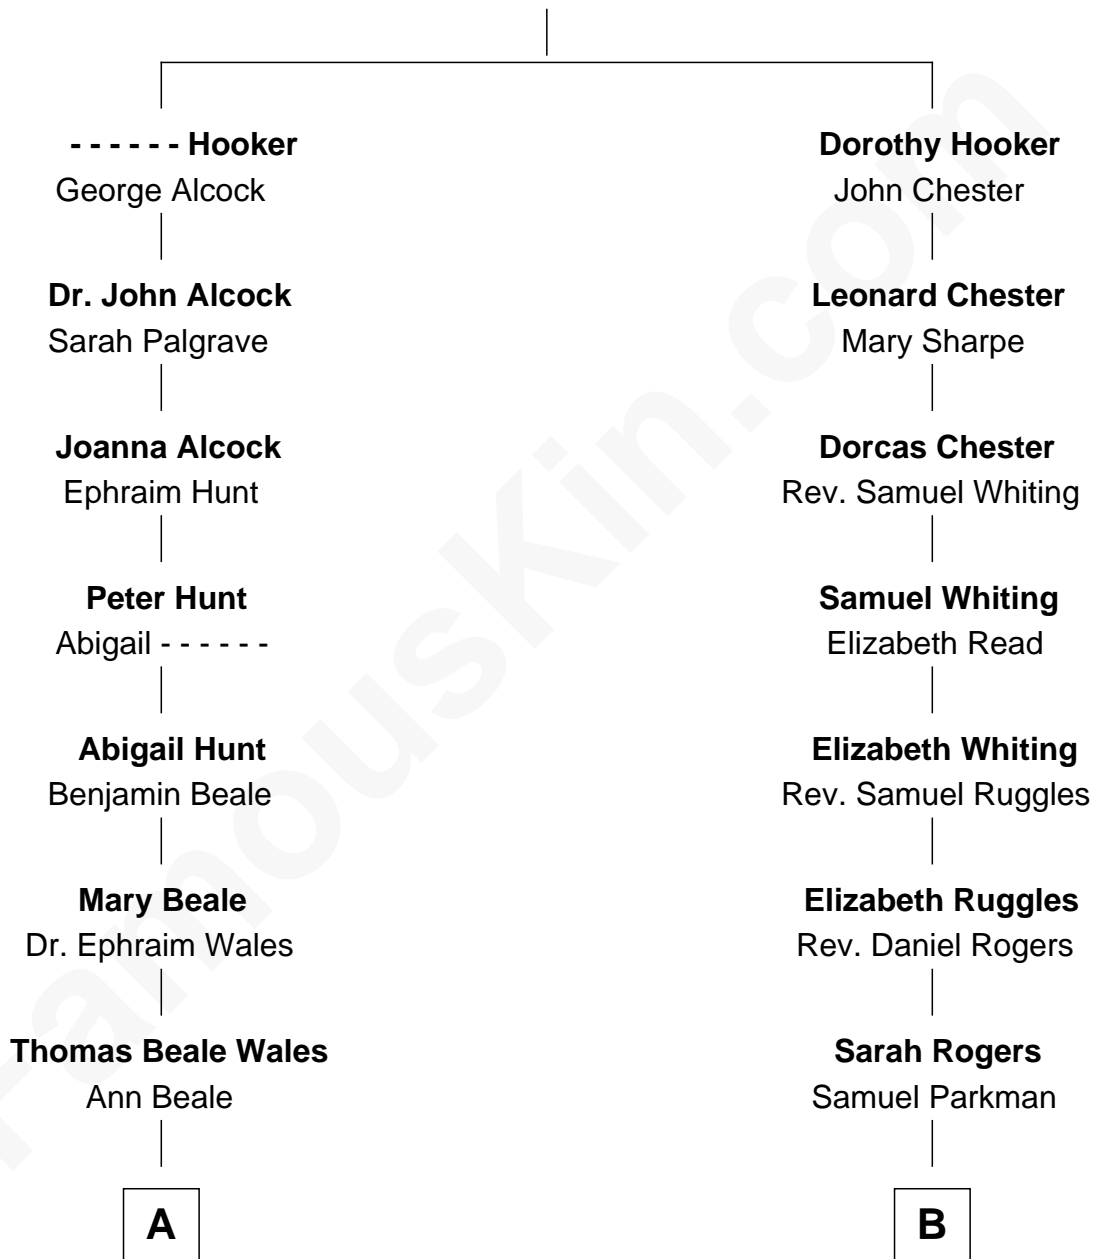 - - - - - - Hooker
George Alcock
Dr. John Alcock
Sarah Palgrave
Joanna Alcock
Ephraim Hunt
Peter Hunt
Abigail - - - - - -
Abigail Hunt
Benjamin Beale
Mary Beale
Dr. Ephraim Wales
Thomas Beale Wales
Ann Beale
A
Dorothy Hooker
John Chester
Leonard Chester
Mary Sharpe
Dorcas Chester
Rev. Samuel Whiting
Samuel Whiting
Elizabeth Read
Elizabeth Whiting
Rev. Samuel Ruggles
Elizabeth Ruggles
Rev. Daniel Rogers
Sarah Rogers
Samuel Parkman
B
FamousKin.com